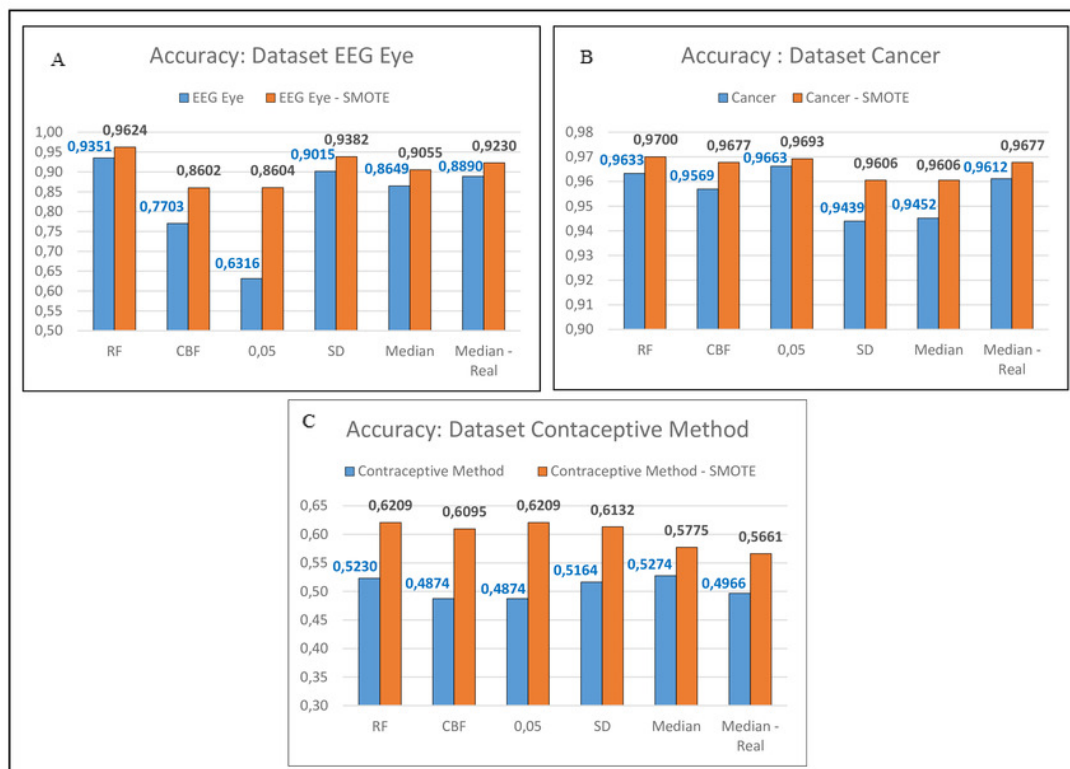 A
Accuracy: Dataset EEG Eye
EEG Eye
EEG Eye - SMOTE
1,00
0,95
0,90
0,85
0,80
0,75
0,70
0,65
0,60
0,55
0,50
0,9351
0,9624
0,7703
0,8602
0,6316
0,8604
0,9015
0,9382
0,8649
0,9055
0,8890
0,9230
RF
CBF
0,05
SD
Median
Median -
Real
B
Accuracy : Dataset Cancer
Cancer
Cancer - SMOTE
0,98
0,97
0,96
0,95
0,94
0,93
0,92
0,91
0,90
0,9633
0,9700
0,9569
0,9677
0,9663
0,9693
0,9439
0,9606
0,9452
0,9606
0,9612
0,9677
RF
CBF
0,05
SD
Median
Median -
Real
C
Accuracy: Dataset Contaceptive Method
Contraceptive Method
Contraceptive Method - SMOTE
0,65
0,60
0,55
0,50
0,45
0,40
0,35
0,30
0,5230
0,6209
0,4874
0,6095
0,4874
0,6209
0,5164
0,6132
0,5274
0,5775
0,4966
0,5661
RF
CBF
0,05
SD
Median
Median -
Real